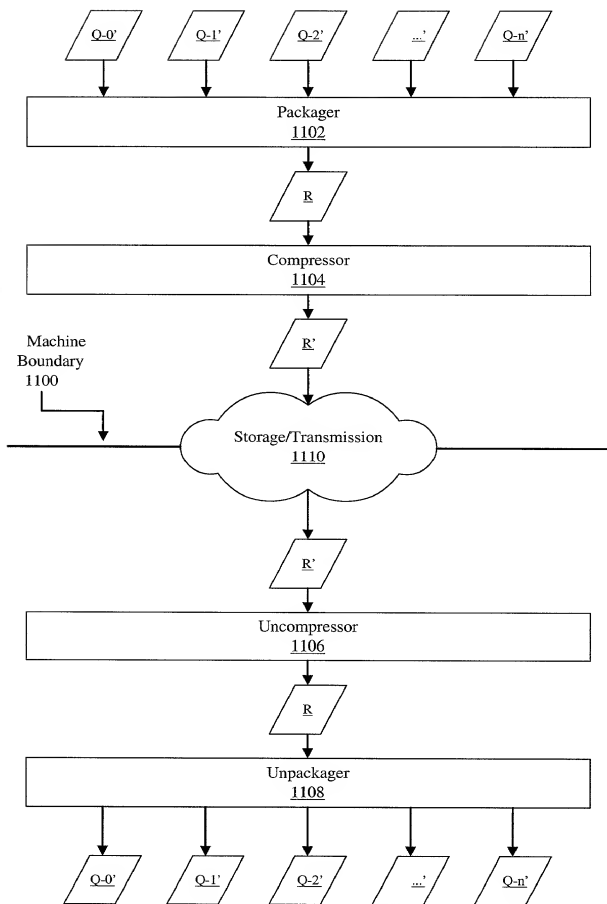 Q-0' Q-1' Q-2' ...' Q-n'
Packager
1102
R
Compressor
1104
R'
Machine
Boundary
1100
Storage/Transmission
1110
R'
Uncompressor
1106
R
Unpackager
1108
Q-0' Q-1' Q-2' ...' Q-n'